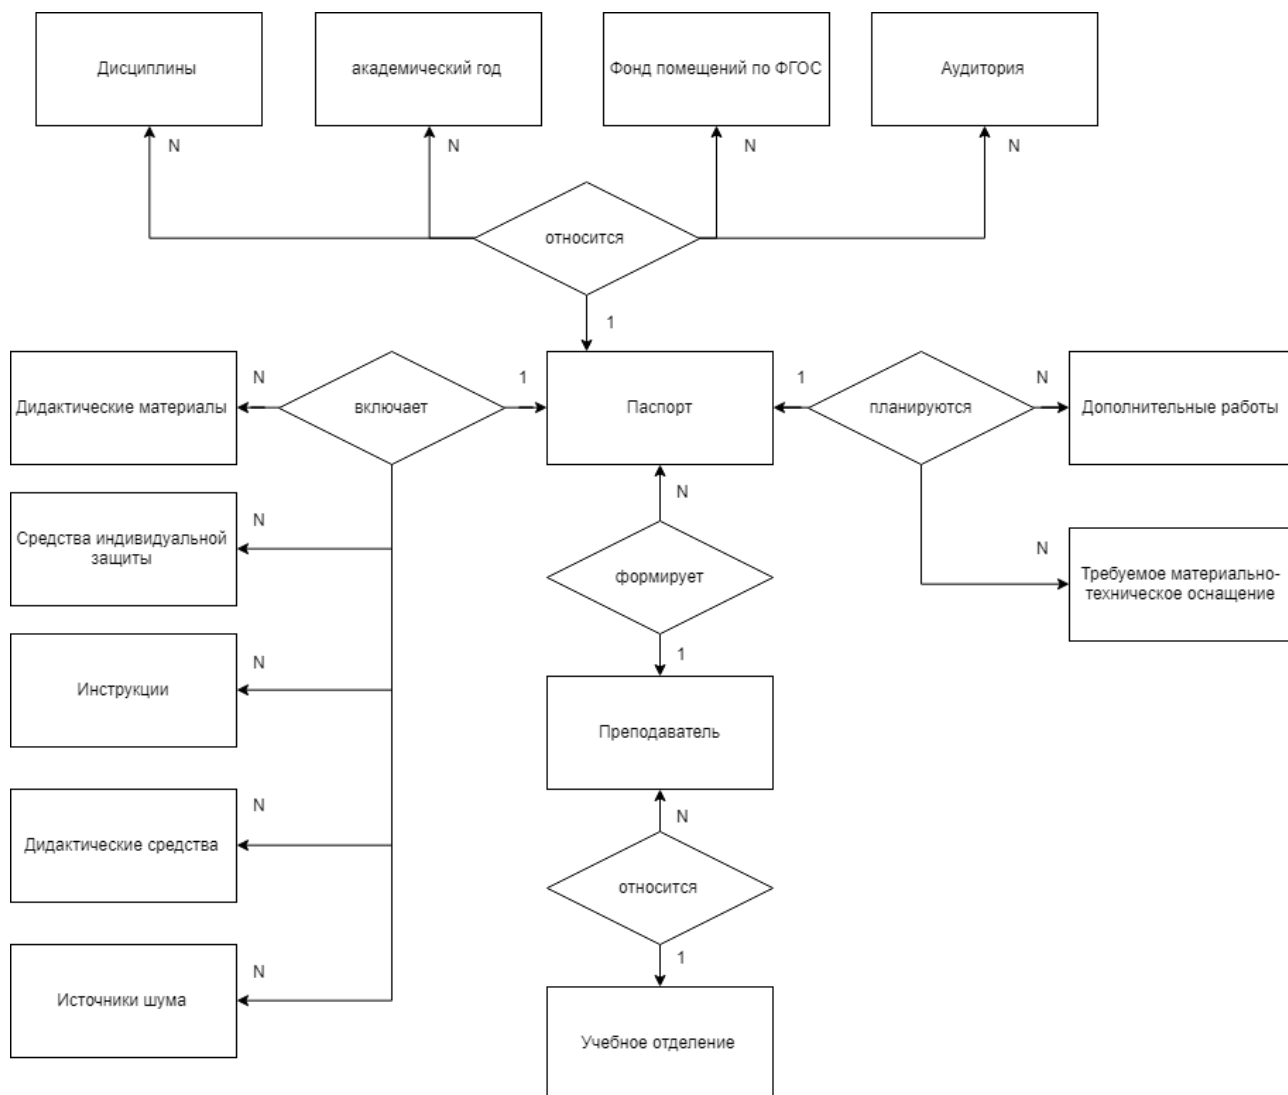 Дисциплины
академический год
Фонд помещений по ФГОС
Аудитория
N
N
N
N
относится
1
Дидактические материалы
N
включает
1
Паспорт
1
планируются
N
Дополнительные работы
N
Средства индивидуальной
защиты
N
формирует
N
Требуемое материально-
техническое оснащение
1
N
Инструкции
Преподаватель
N
Дидактические средства
N
относится
1
N
Источники шума
Учебное отделение